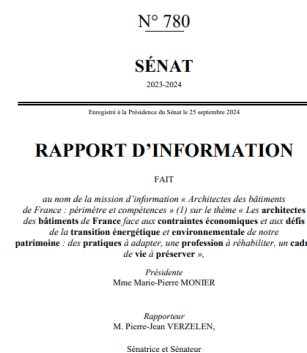 N° 780
SÉNAT
2023-2024
Enregistré à la Présidence du Sénat le 25 septembre 2024
RAPPORT D’INFORMATION
FAIT
au nom de la mission d’information « Architectes des bâtiments
de France : périmètre et compétences » (1) sur le thème « Les architectes
des bâtiments de France face aux contraintes économiques et aux défis
de la transition énergétique et environnementale de notre
patrimoine : des pratiques à adapter, une profession à réhabiliter, un cadr
de vie à préserver »,
Présidente
Mme Marie-Pierre MONIER
Rapporteur
M. Pierre-Jean VERZELEN,
Sénatrice et Sénateur